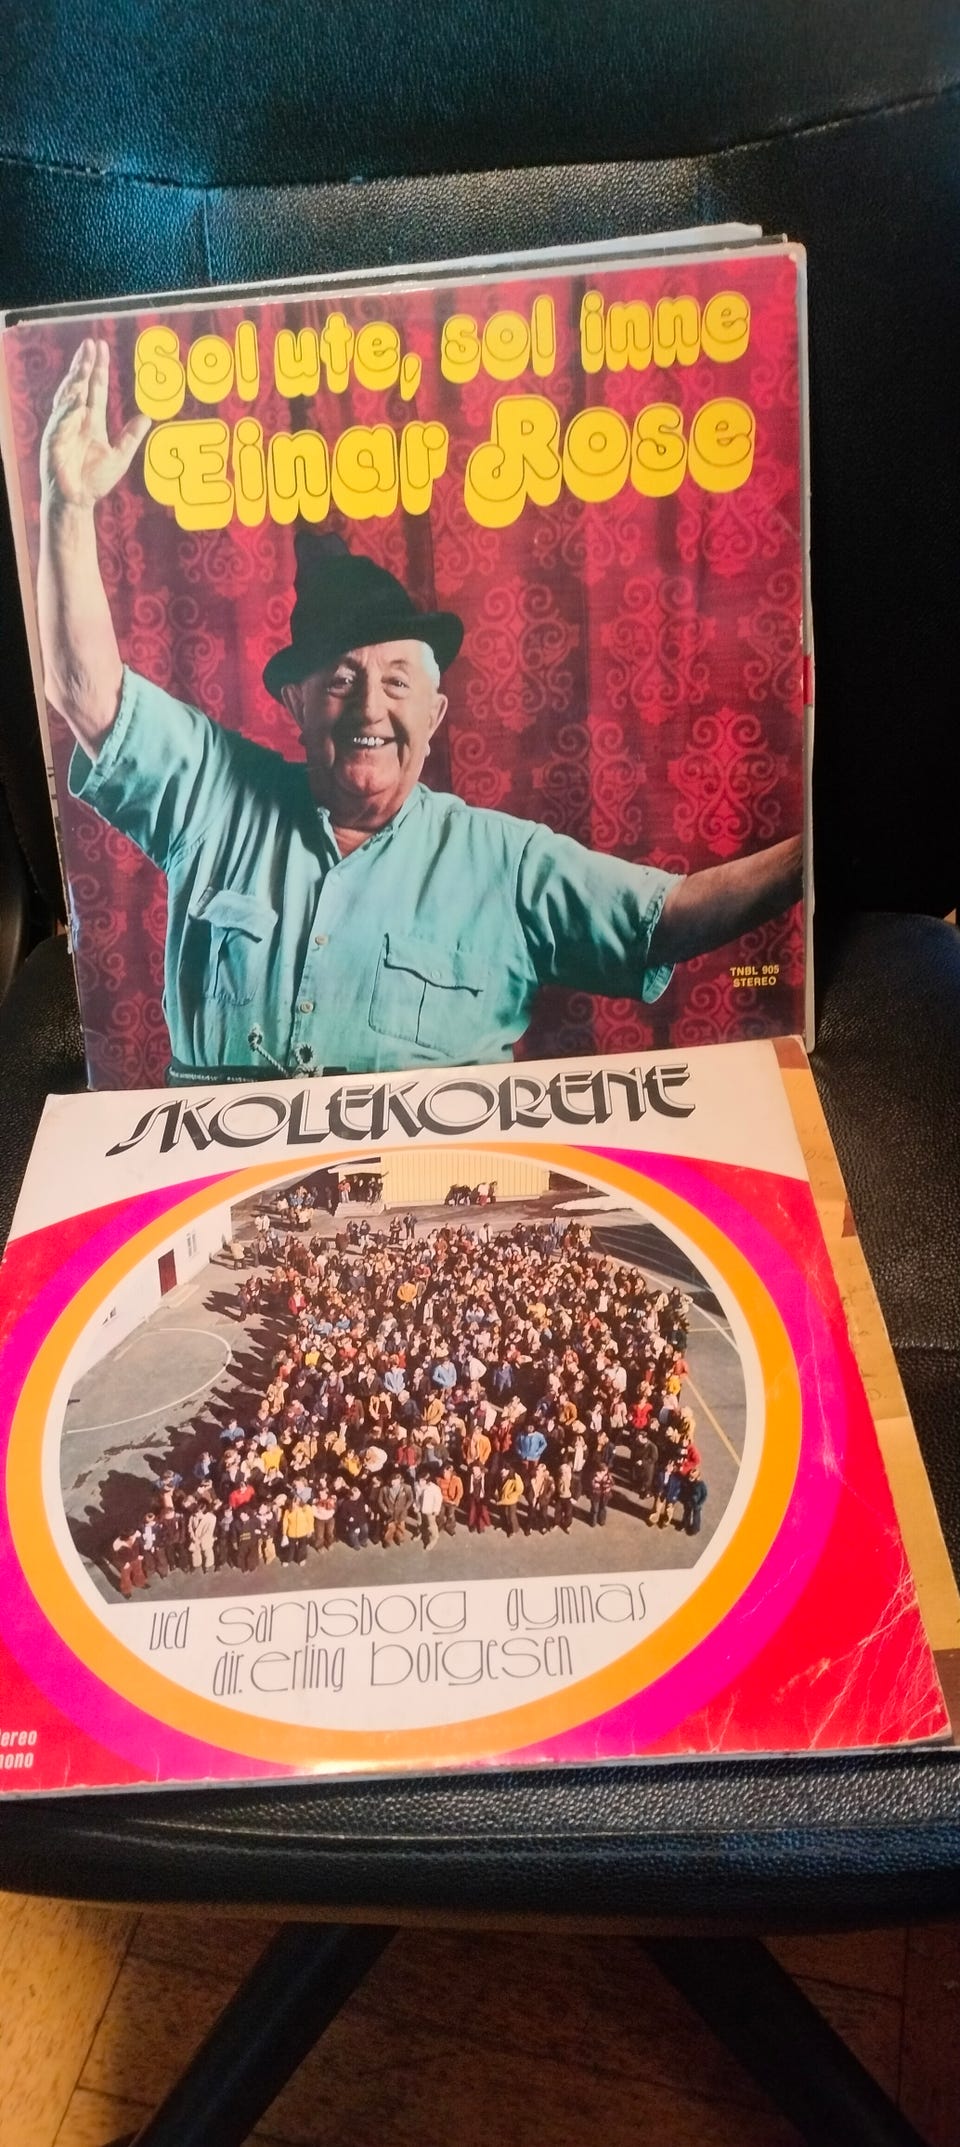 Sol ute, sol inne
Einar Rose
TNBL 905
STEREO
SKOLEKORENE
ved sarpsborg gymnas
dir. erling borgesen